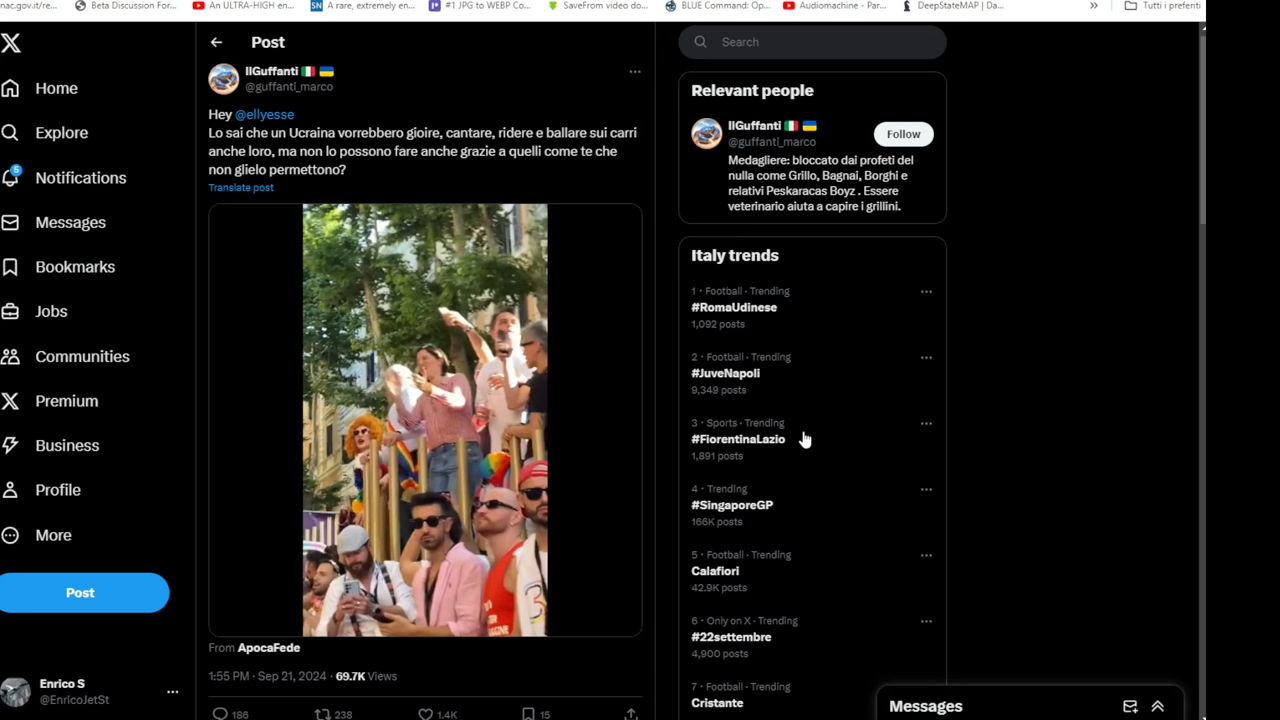 nac.gov.it/re...
Beta Discussion For...
An ULTRA-HIGH en...
SN
A rare, extremely en...
#1 JPG to WEBP Co...
SaveFrom video do...
BLUE Command: Op...
Audiomachine - Par...
DeepStateMAP | Da...
»
Tutti i preferiti
Post
Search
Home
Explore
5
Notifications
Messages
Bookmarks
Jobs
Communities
Premium
Business
Profile
More
Post
Enrico S
@EnricoJetSt
IlGuffanti
@guffanti_marco
Hey @ellyesse
Lo sai che un Ucraina vorrebbero gioire, cantare, ridere e ballare sui carri
anche loro, ma non lo possono fare anche grazie a quelli come te che
non glielo permettono?
Translate post
From ApocaFede
1:55 PM · Sep 21, 2024 · 69.7K Views
186
238
1.4K
15
Relevant people
IlGuffanti
@guffanti_marco
Follow
Medagliere: bloccato dai profeti del
nulla come Grillo, Bagnai, Borghi e
relativi Peskaracas Boyz . Essere
veterinario aiuta a capire i grillini.
Italy trends
1 · Football · Trending
#RomaUdinese
1,092 posts
2 · Football · Trending
#JuveNapoli
9,349 posts
3 · Sports · Trending
#FiorentinaLazio
1,891 posts
4 · Trending
#SingaporeGP
166K posts
5 · Football · Trending
Calafiori
42.9K posts
6 · Only on X · Trending
#22settembre
4,900 posts
7 · Football · Trending
Cristante
Messages